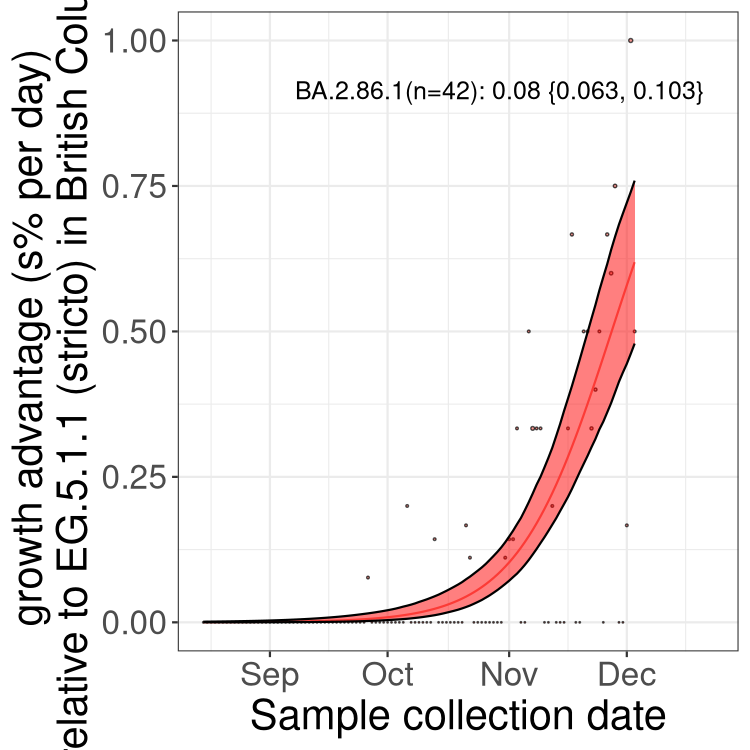 growth advantage (s% per day)
relative to EG.5.1.1 (stricto) in British Colu
1.00
0.75
0.50
0.25
0.00
BA.2.86.1(n=42): 0.08 {0.063, 0.103}
Sep Oct Nov Dec
Sample collection date